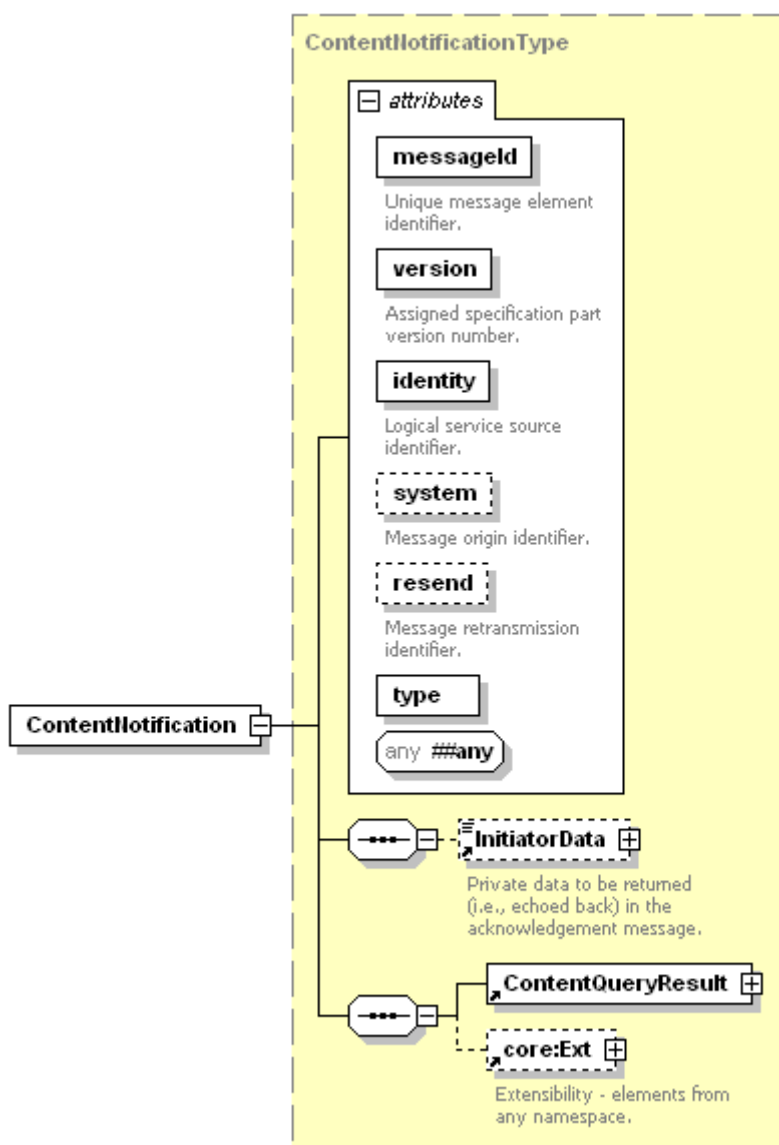 ContentNotificationType
attributes
messageId
Unique message element
identifier.
version
Assigned specification part
version number.
identity
Logical service source
identifier.
system
Message origin identifier.
resend
Message retransmission
identifier.
type
any ##any
ContentNotification
InitiatorData
Private data to be returned
(i.e., echoed back) in the
acknowledgement message.
ContentQueryResult
core:Ext
Extensibility - elements from
any namespace.